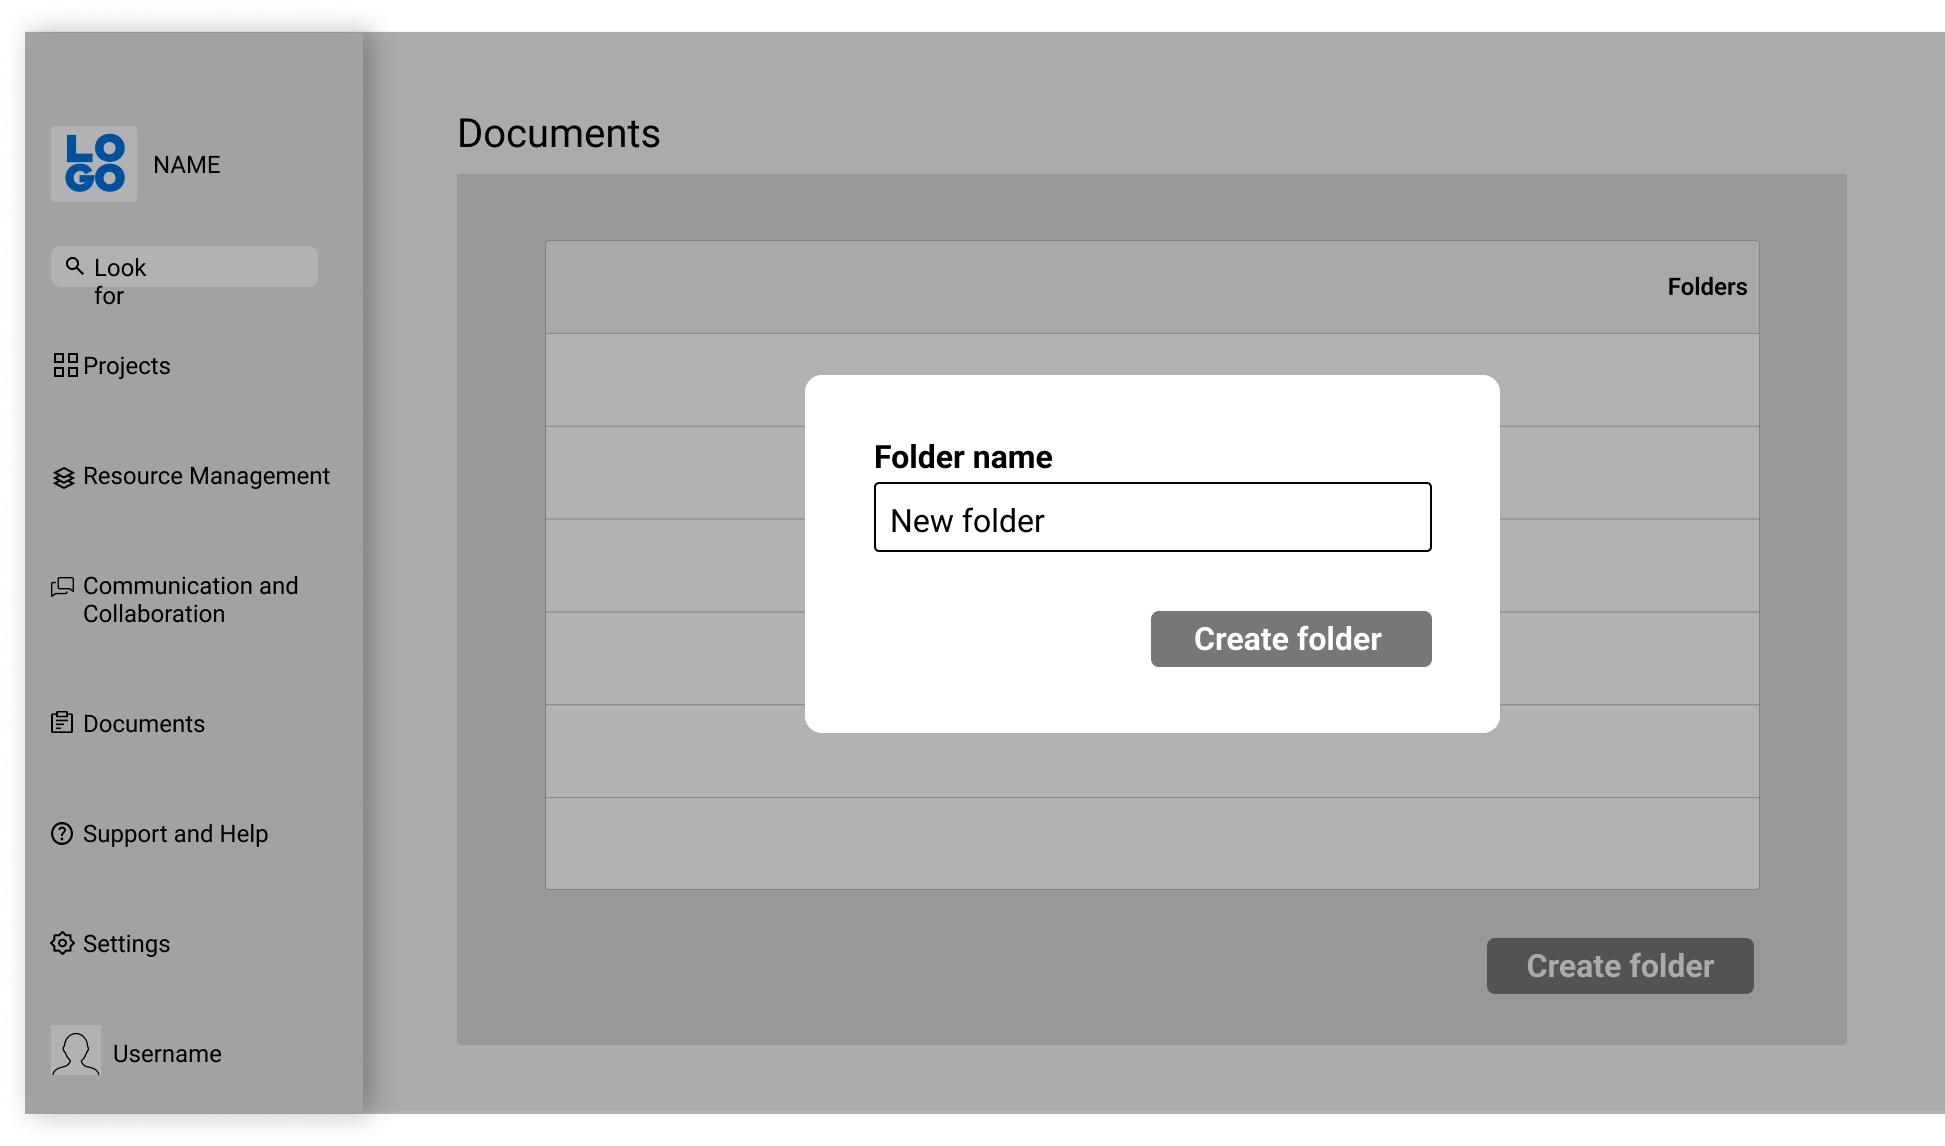 LO
GO
NAME
Look
for
Projects
Resource Management
Communication and
Collaboration
Documents
Support and Help
Settings
Username
Documents
Folders
Folder name
New folder
Create folder
Create folder